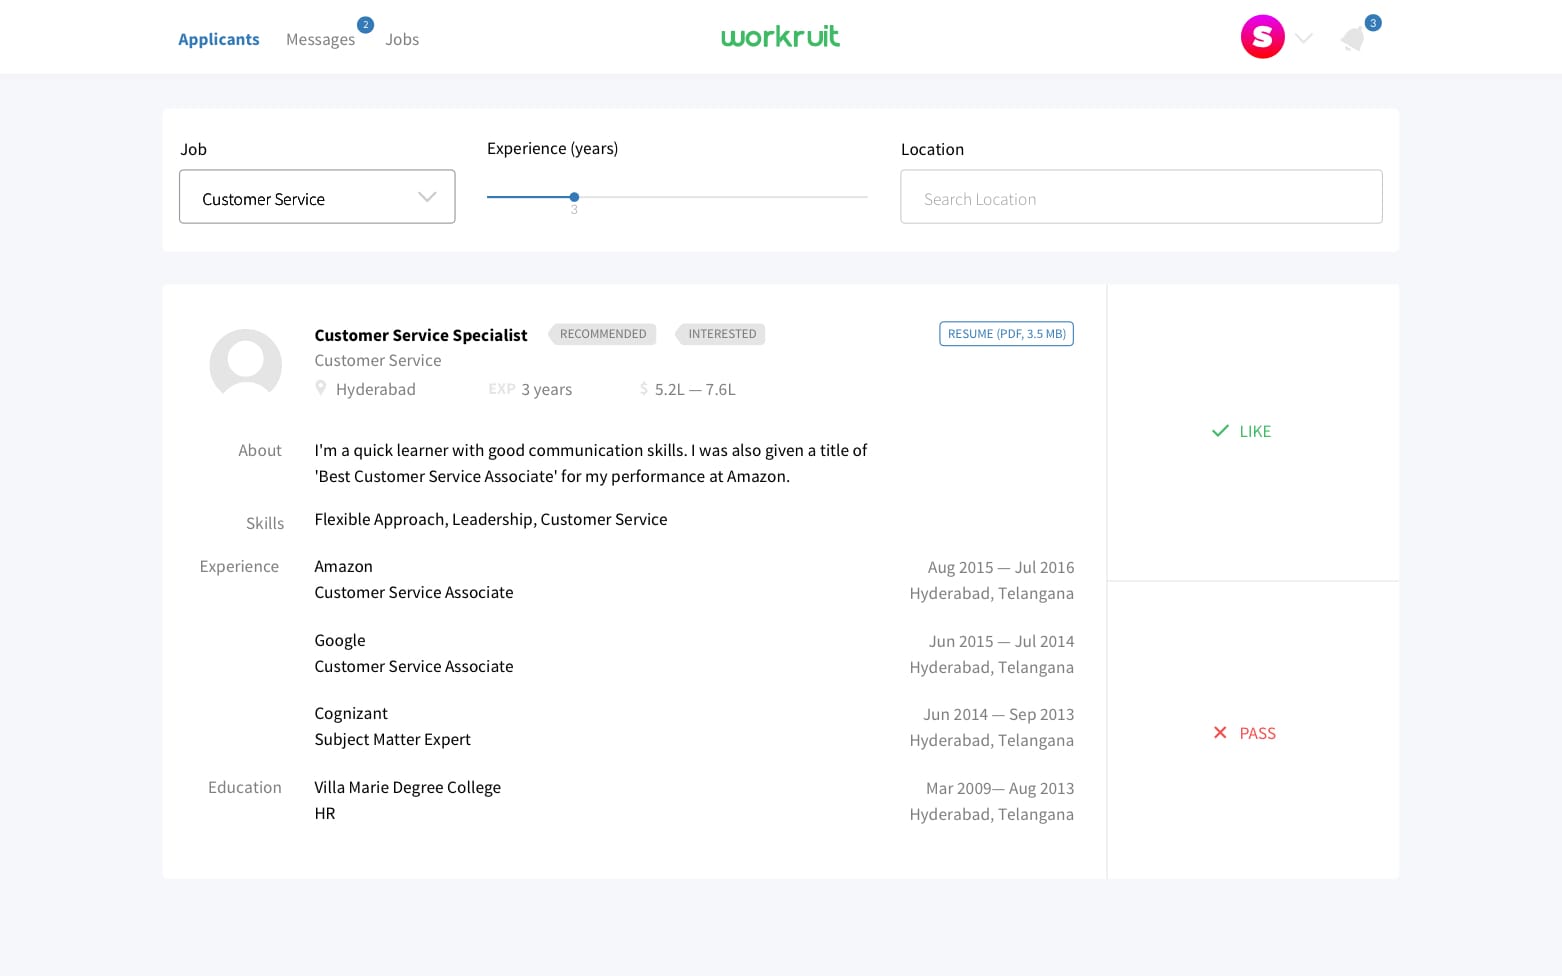 Applicants
Messages
2
Jobs
workruit
S
3
Job
Experience (years)
Location
Customer Service
3
Search Location
Customer Service Specialist
RECOMMENDED
INTERESTED
RESUME (PDF, 3.5 MB)
Customer Service
Hyderabad
EXP 3 years
$ 5.2L — 7.6L
About
I'm a quick learner with good communication skills. I was also given a title of
'Best Customer Service Associate' for my performance at Amazon.
Skills
Flexible Approach, Leadership, Customer Service
Experience
Amazon
Aug 2015 — Jul 2016
Customer Service Associate
Hyderabad, Telangana
Google
Jun 2015 — Jul 2014
Customer Service Associate
Hyderabad, Telangana
Cognizant
Jun 2014 — Sep 2013
Subject Matter Expert
Hyderabad, Telangana
Education
Villa Marie Degree College
Mar 2009— Aug 2013
HR
Hyderabad, Telangana
LIKE
PASS